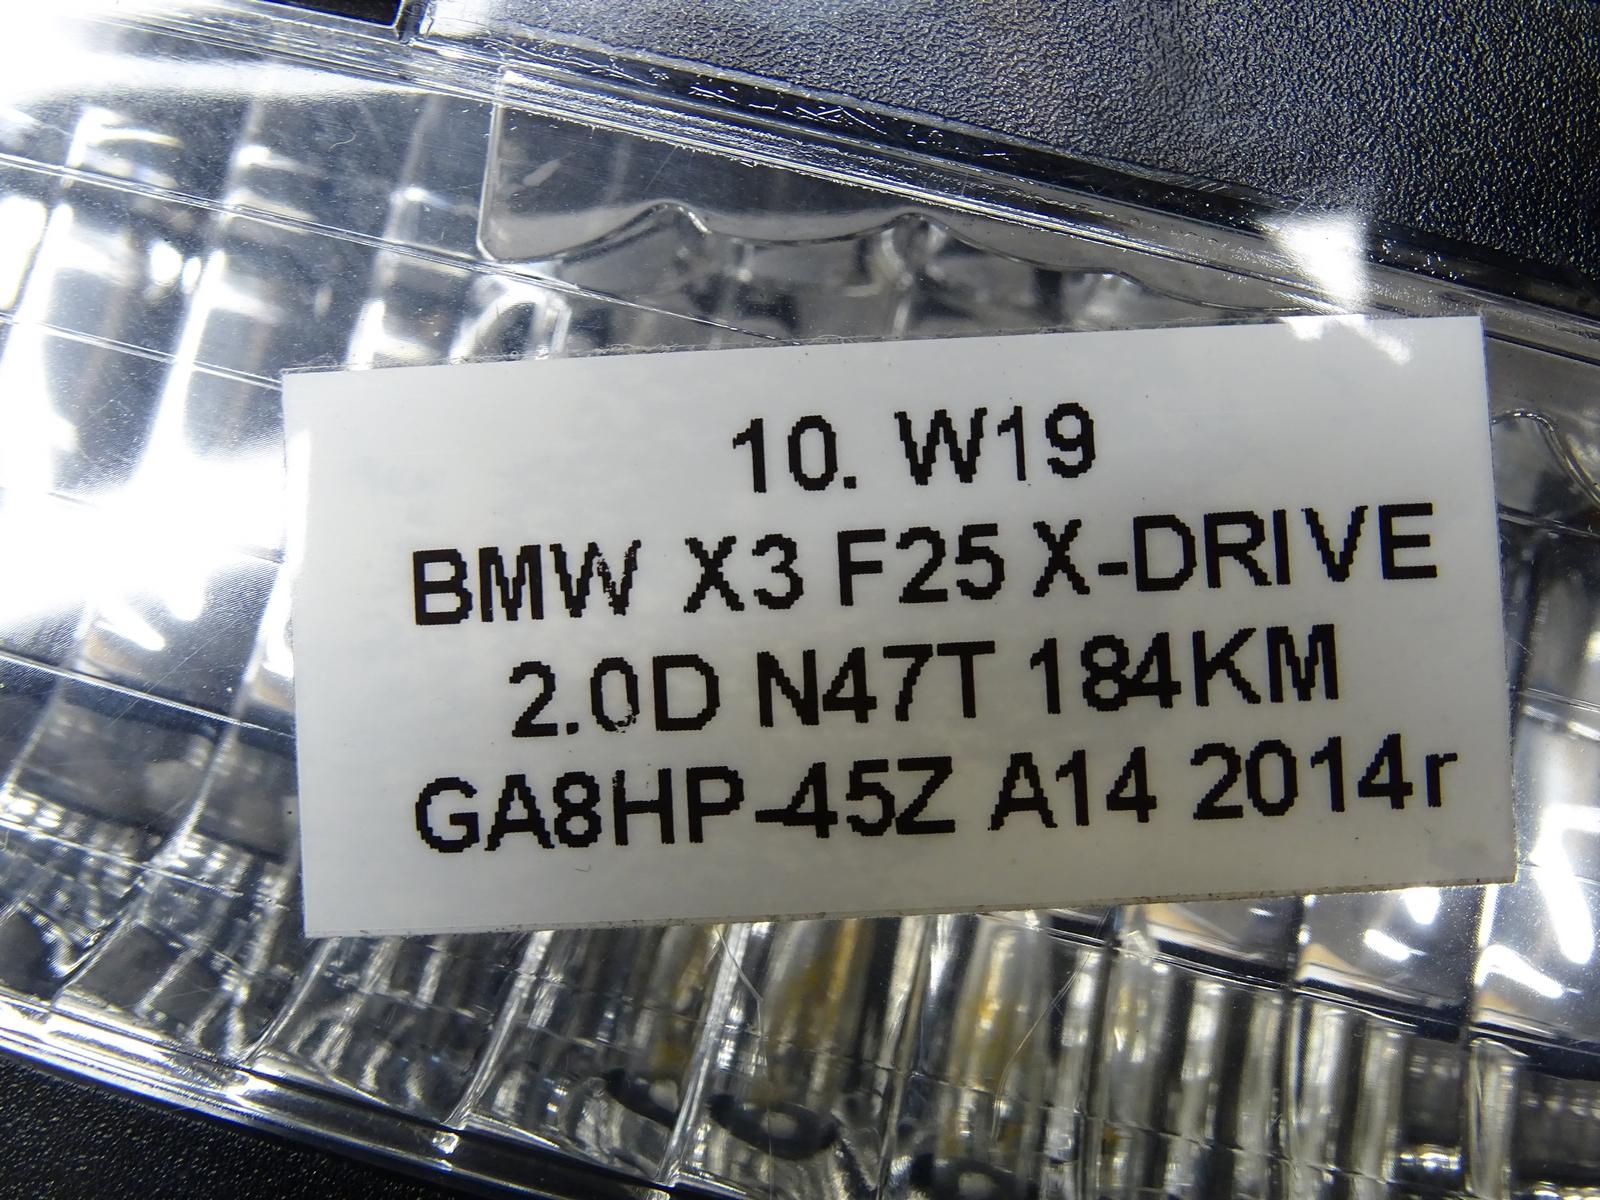 10. W19
BMW X3 F25 X-DRIVE
2.0D N47T 184KM
GA8HP-45Z A14 2014r